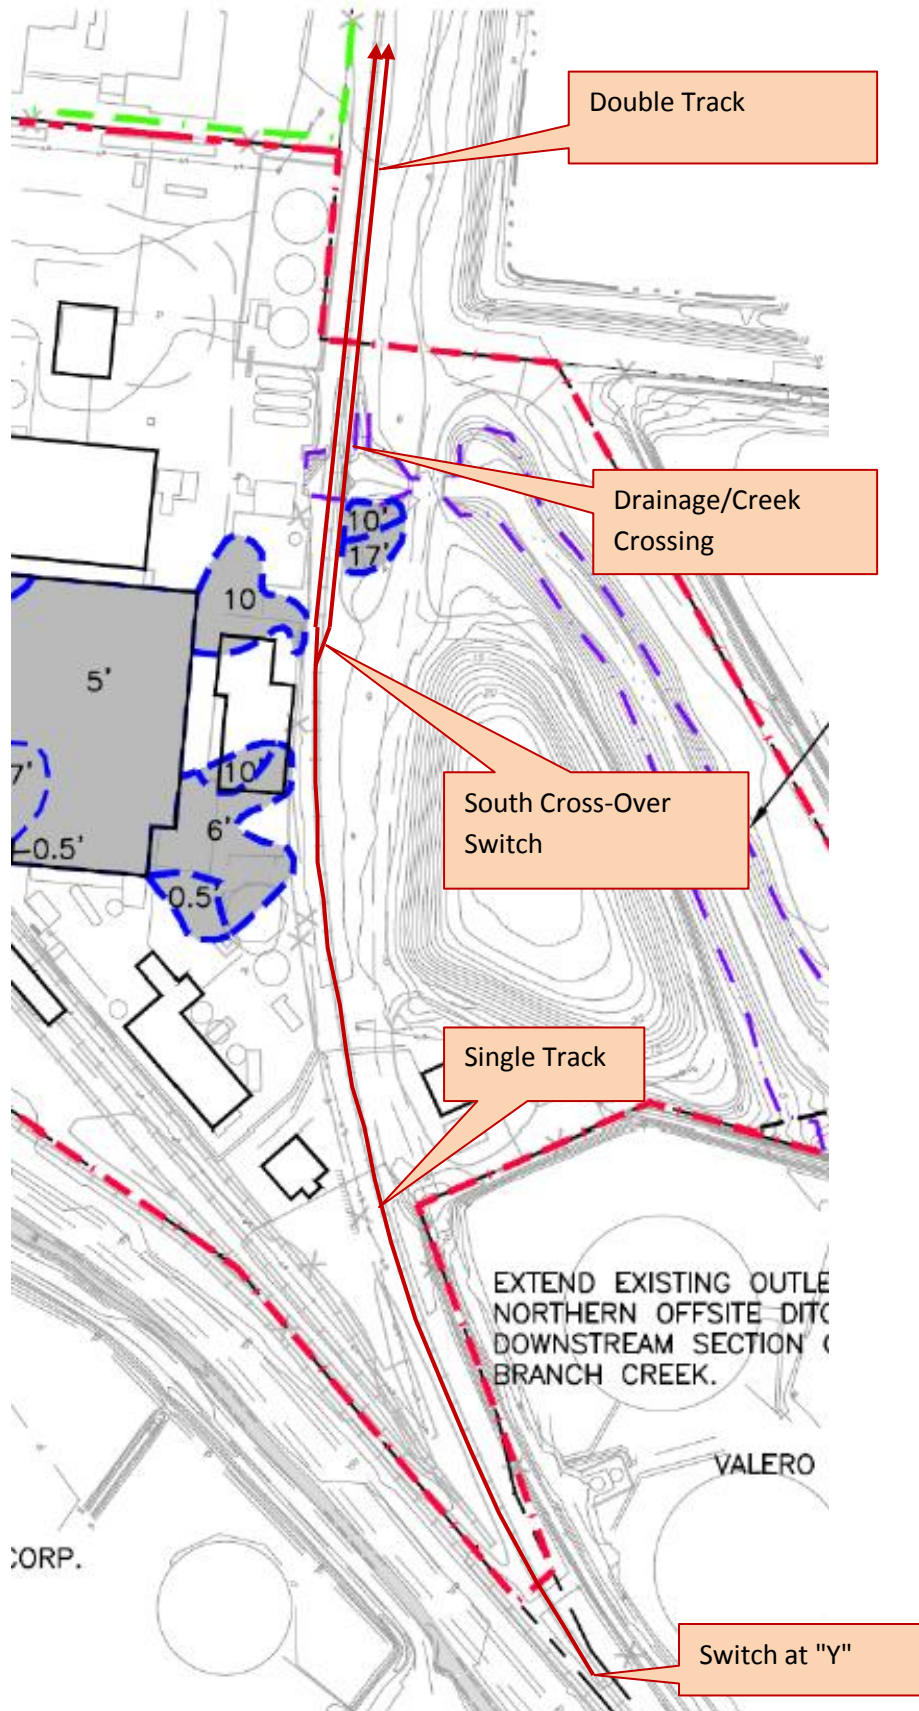 Double Track
Drainage/Creek
Crossing
10'
17'
10
5'
South Cross-Over
Switch
10'
7'
6'
0.5'
0.5'
Single Track
EXTEND EXISTING OUTLE
NORTHERN OFFSITE DITC
DOWNSTREAM SECTION O
BRANCH CREEK.
VALERO
CORP.
Switch at "Y"